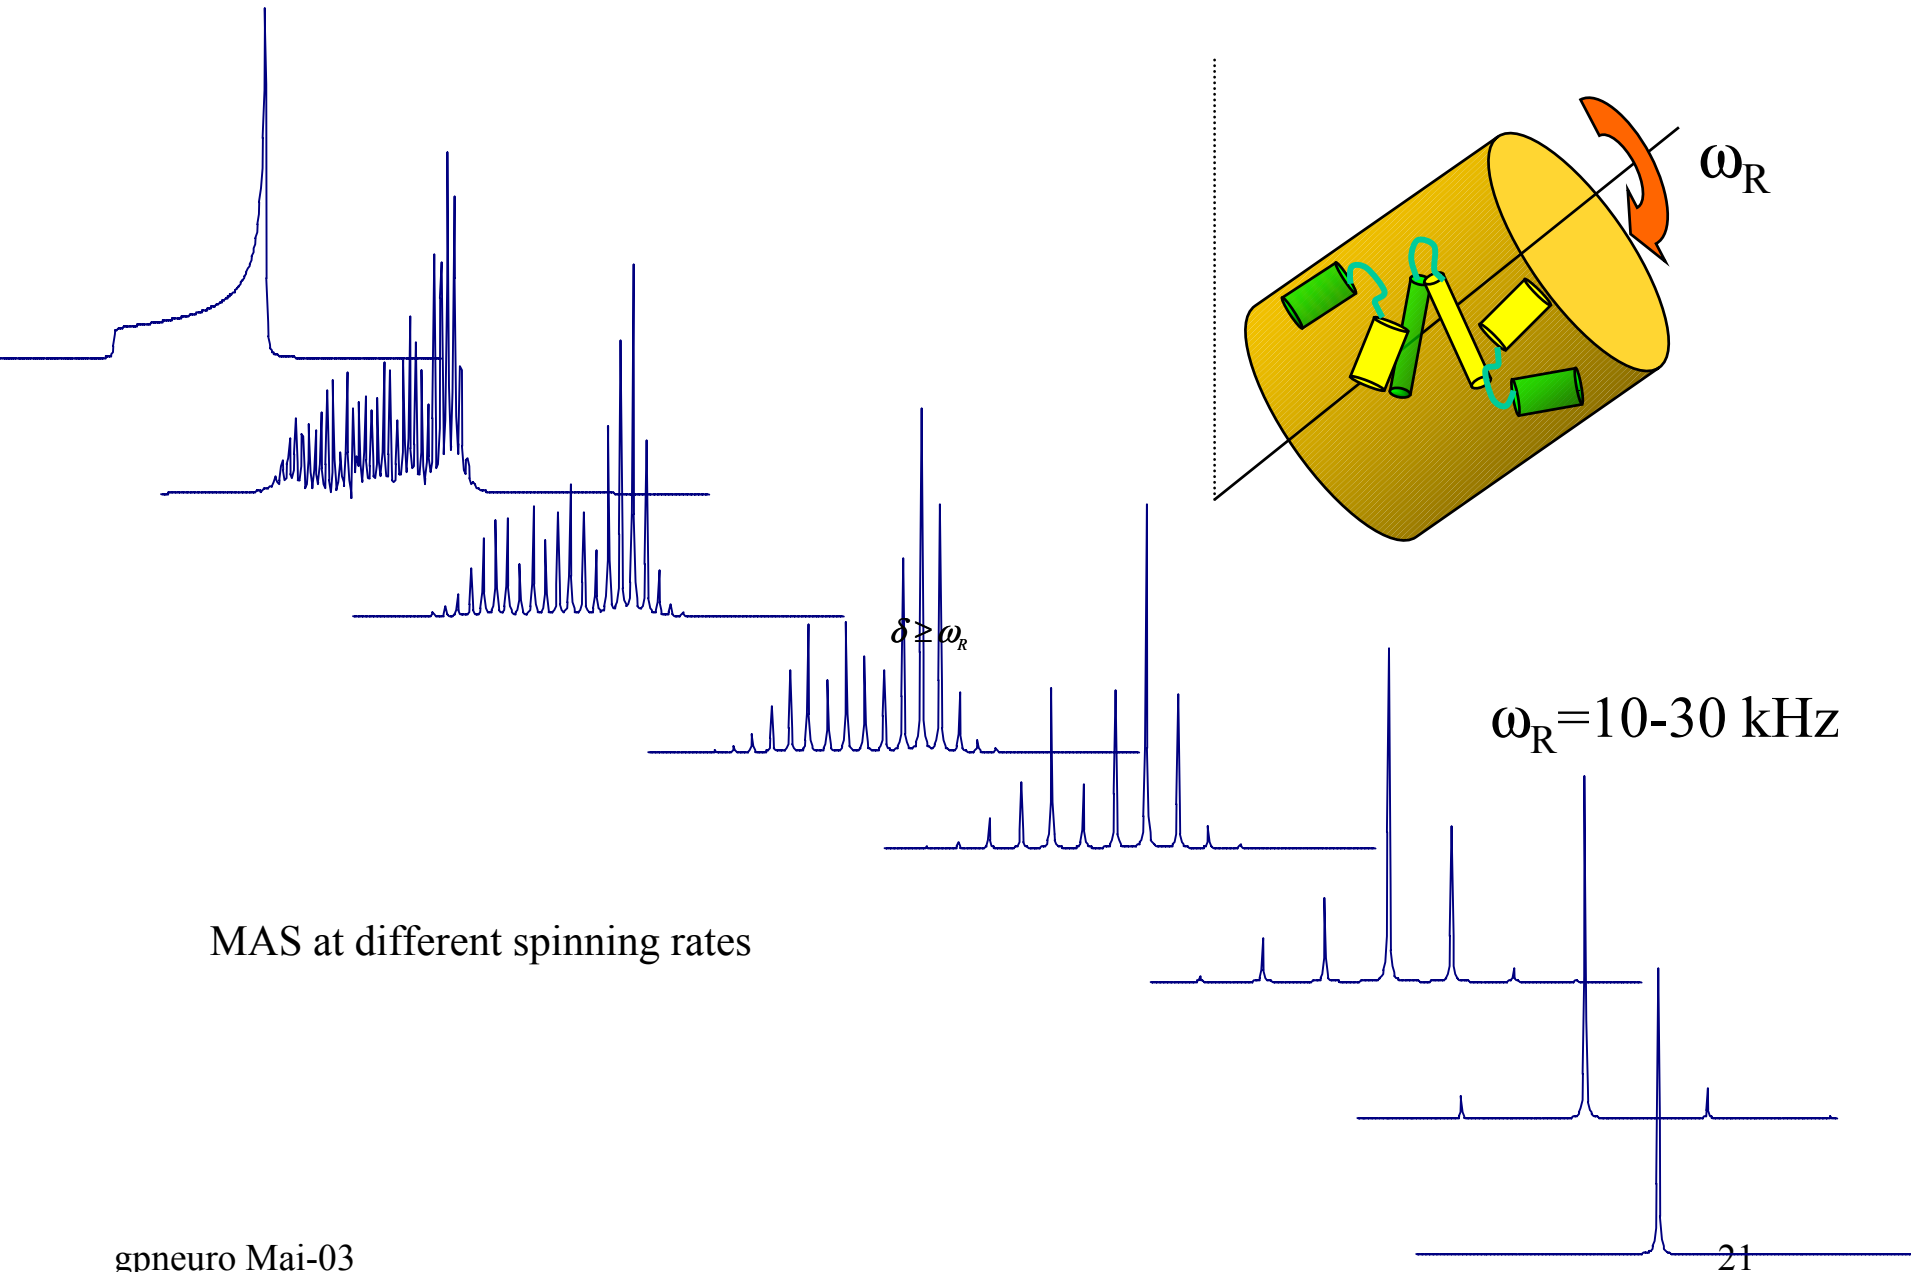 ωR
δ ≥ ωR
ωR=10-30 kHz
MAS at different spinning rates
gpneuro Mai-03
21